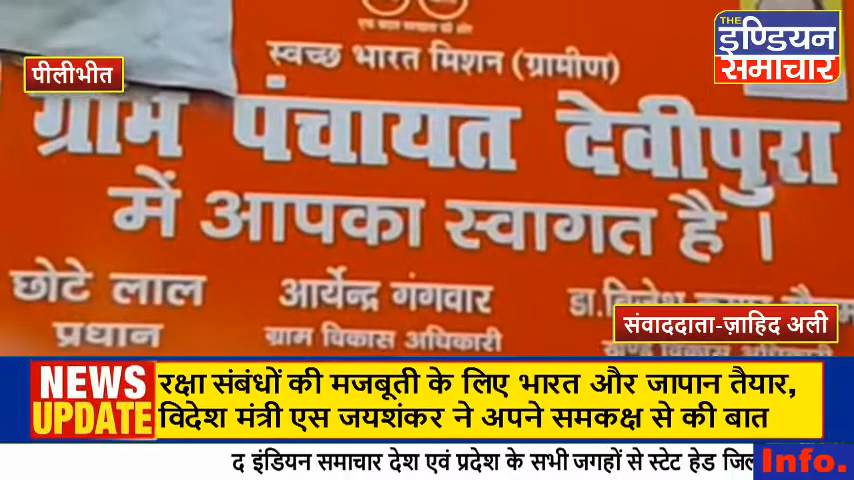 THE
इण्डियन
समाचार
पीलीभीत
स्वच्छ भारत मिशन (ग्रामीण)
ग्राम पंचायत देवीपुरा
में आपका स्वागत है।
छोटे लाल
प्रधान
आर्येन्द्र गंगवार
ग्राम विकास अधिकारी
डा.
संवाददाता-ज़ाहिद अली
NEWS
UPDATE
रक्षा संबंधों की मजबूती के लिए भारत और जापान तैयार,
विदेश मंत्री एस जयशंकर ने अपने समकक्ष से की बात
द इंडियन समाचार देश एवं प्रदेश के सभी जगहों से स्टेट हेड
Info.